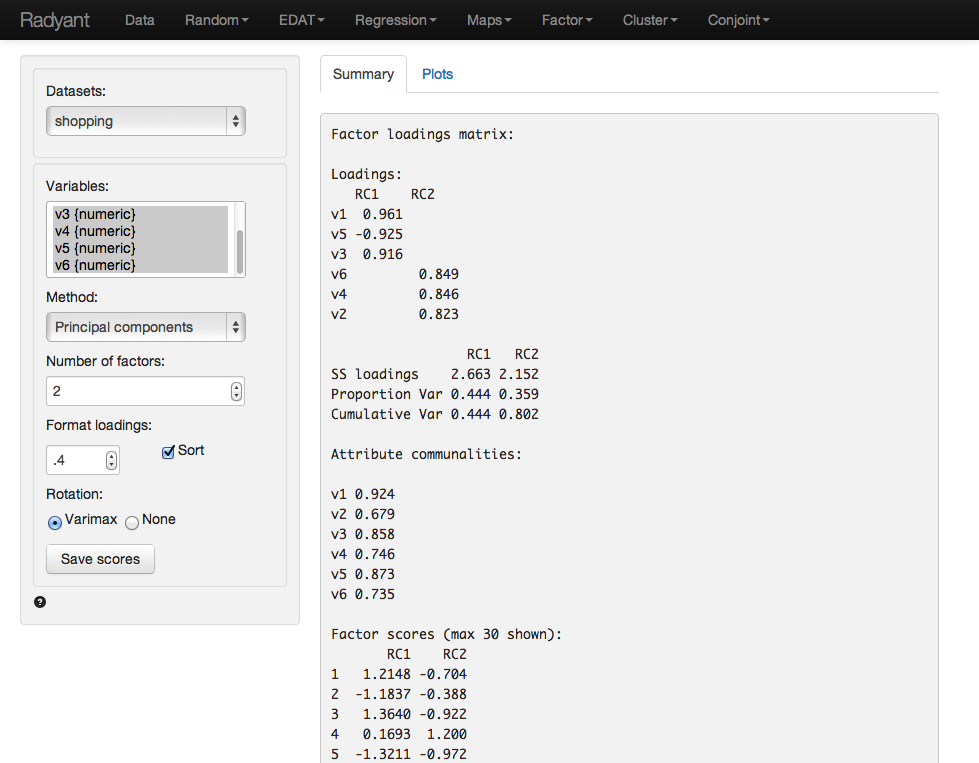 Radyant Data Random EDAT Regression Maps Factor Cluster Conjoint
Datasets:
shopping
Variables:
v3 {numeric}
v4 {numeric}
v5 {numeric}
v6 {numeric}
Method:
Principal components
Number of factors:
2
Format loadings:
.4 Sort
Rotation:
Varimax None
Save scores
?
Summary Plots
Factor loadings matrix:
Loadings:
RC1 RC2
v1 0.961
v5 -0.925
v3 0.916
v6 0.849
v4 0.846
v2 0.823
RC1 RC2
SS loadings 2.663 2.152
Proportion Var 0.444 0.359
Cumulative Var 0.444 0.802
Attribute communalities:
v1 0.924
v2 0.679
v3 0.858
v4 0.746
v5 0.873
v6 0.735
Factor scores (max 30 shown):
RC1 RC2
1 1.2148 -0.704
2 -1.1837 -0.388
3 1.3640 -0.922
4 0.1693 1.200
5 -1.3211 -0.972